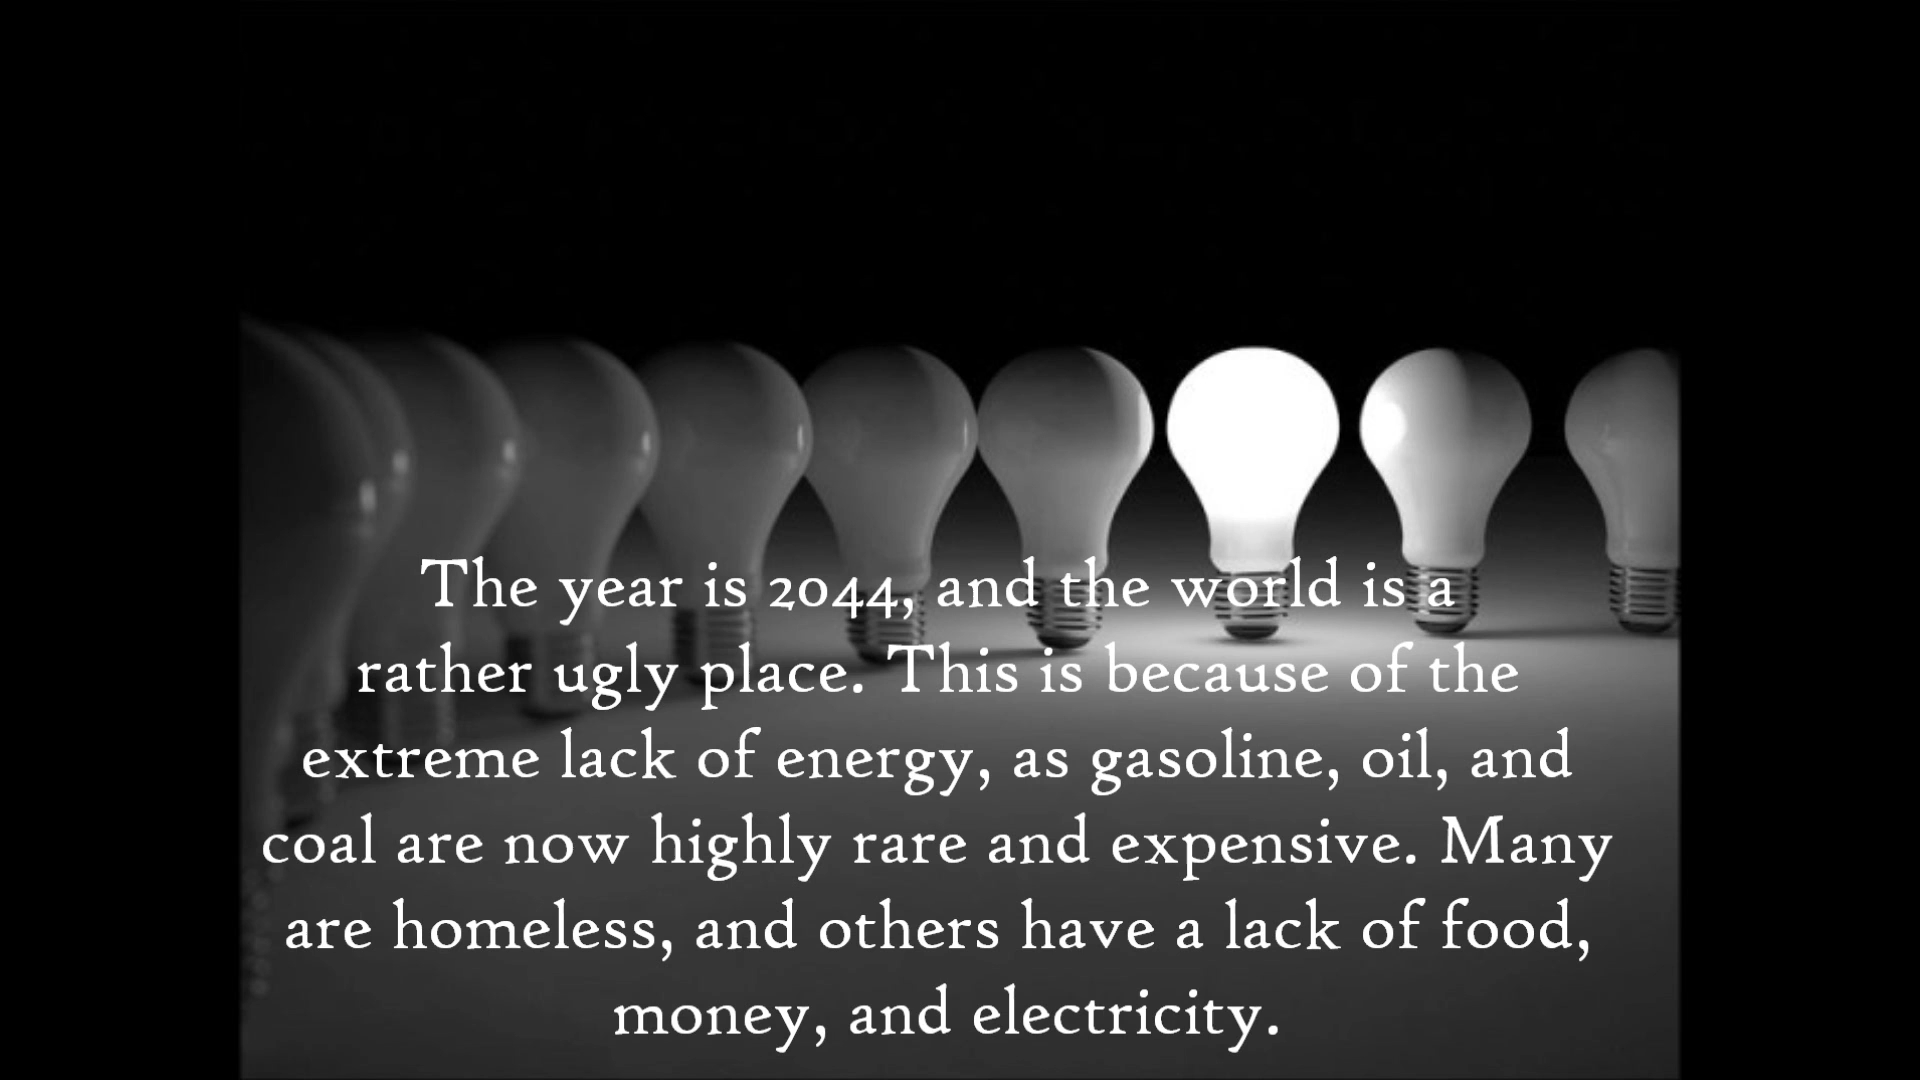 The year is 2044, and the world is a
rather ugly place. This is because of the
extreme lack of energy, as gasoline, oil, and
coal are now highly rare and expensive. Many
are homeless, and others have a lack of food,
money, and electricity.